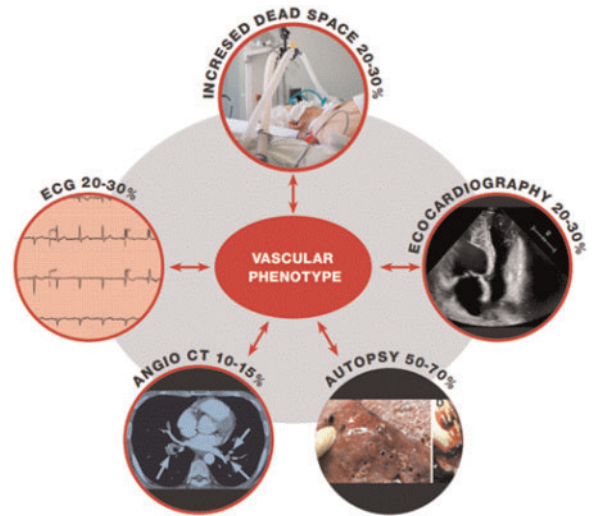 INCRESED DEAD SPACE 20-30%
ECG 20-30%
ECOCARDIOGRAPHY 20-30%
VASCULAR
PHENOTYPE
ANGIO CT 10-15%
AUTOPSY 50-70%